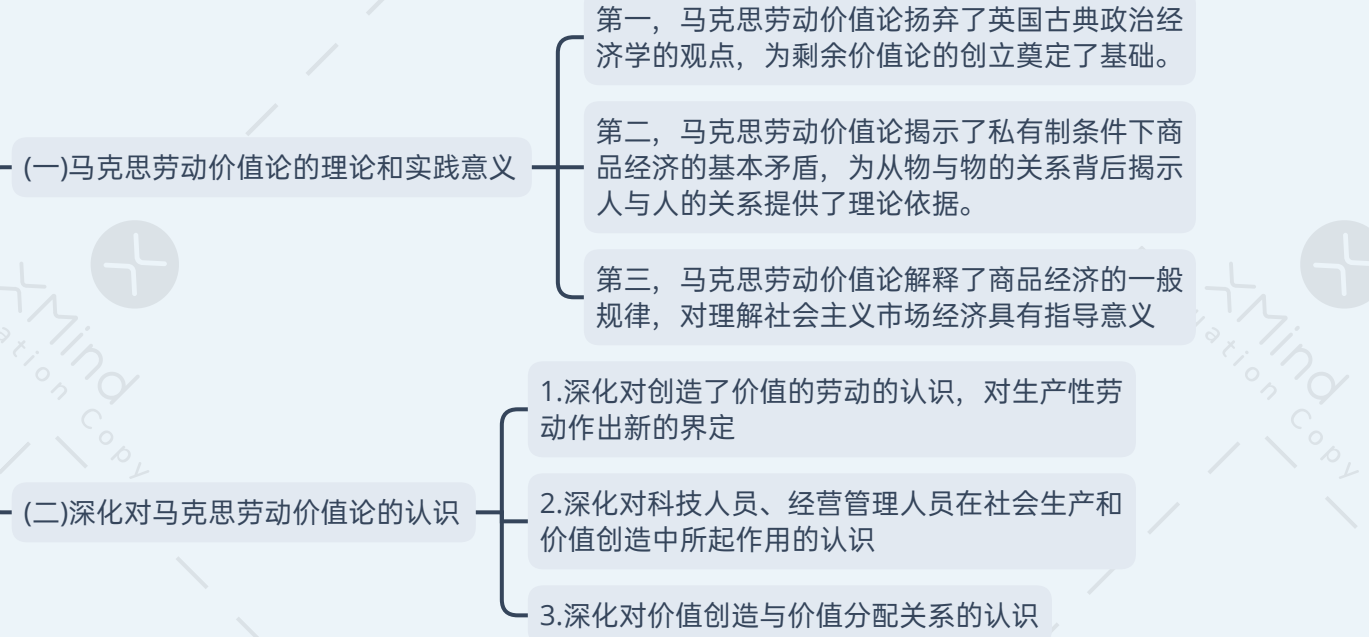 第一，马克思劳动价值论扬弃了英国古典政治经
济学的观点，为剩余价值论的创立奠定了基础。
(一)马克思劳动价值论的理论和实践意义
第二，马克思劳动价值论揭示了私有制条件下商
品经济的基本矛盾，为从物与物的关系背后揭示
人与人的关系提供了理论依据。
第三，马克思劳动价值论解释了商品经济的一般
规律，对理解社会主义市场经济具有指导意义
1.深化对创造了价值的劳动的认识，对生产性劳
动作出新的界定
(二)深化对马克思劳动价值论的认识
2.深化对科技人员、经营管理人员在社会生产和
价值创造中所起作用的认识
3.深化对价值创造与价值分配关系的认识
XMind
ation Copy
XMind
uation Copy